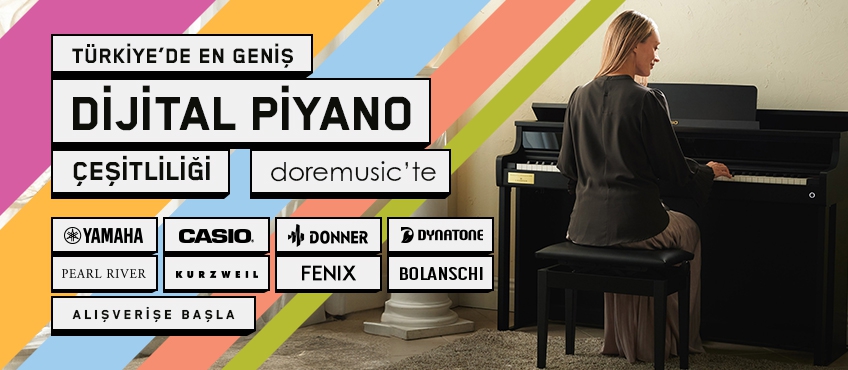 TÜRKİYE'DE EN GENİŞ
DİJİTAL PİYANO
ÇEŞİTLİLİĞİ doremusic'te
YAMAHA CASIO. DONNER DYNATONE
PEARL RIVER KURZWEIL FENIX BOLANSCHI
ALIŞVERİŞE BAŞLA